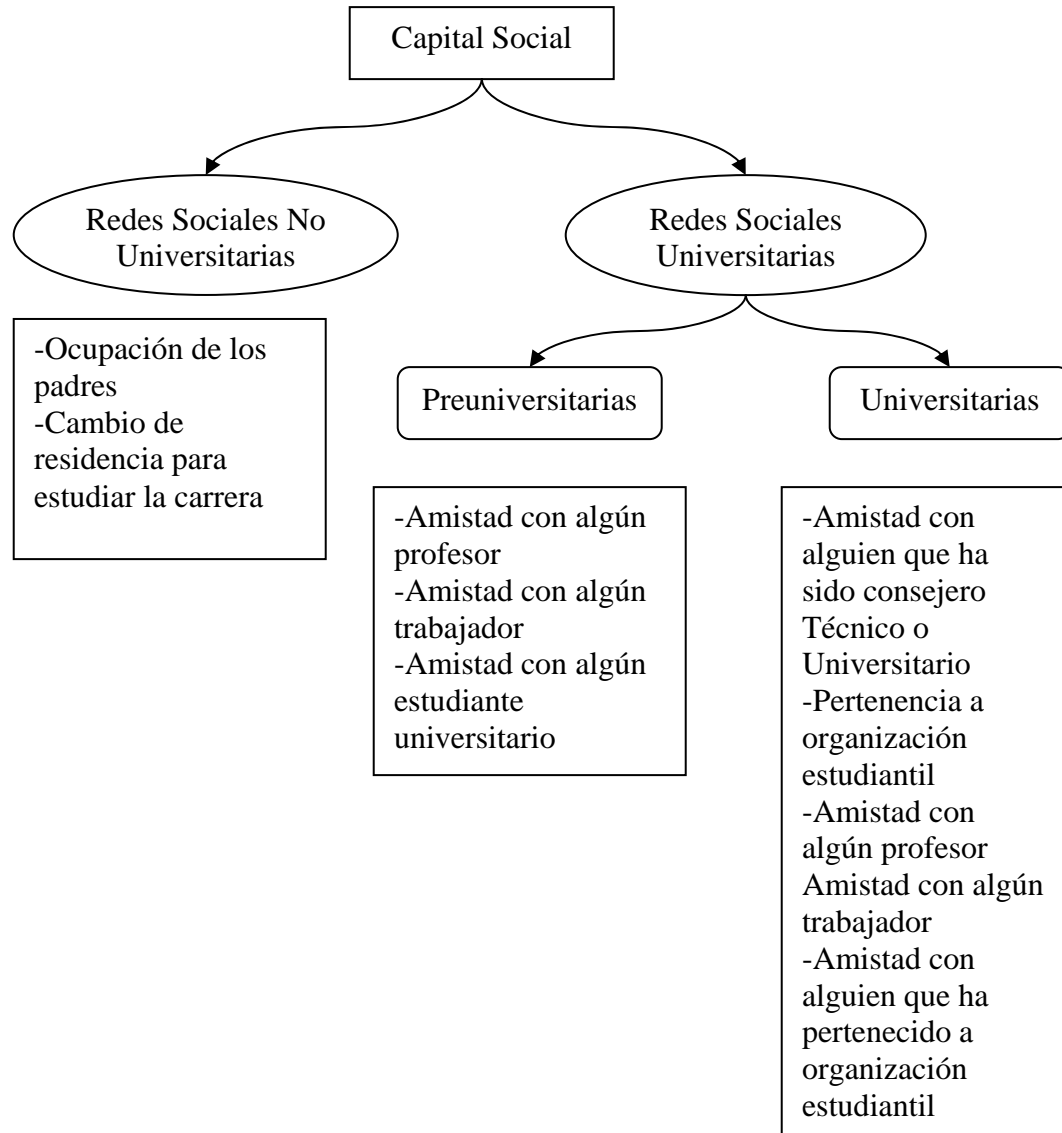 Capital Social
Redes Sociales No
Universitarias
Redes Sociales
Universitarias
-Ocupación de los
padres
-Cambio de
residencia para
estudiar la carrera
Preuniversitarias
Universitarias
-Amistad con algún
profesor
-Amistad con algún
trabajador
-Amistad con algún
estudiante
universitario
-Amistad con
alguien que ha
sido consejero
Técnico o
Universitario
-Pertenencia a
organización
estudiantil
-Amistad con
algún profesor
Amistad con algún
trabajador
-Amistad con
alguien que ha
pertenecido a
organización
estudiantil